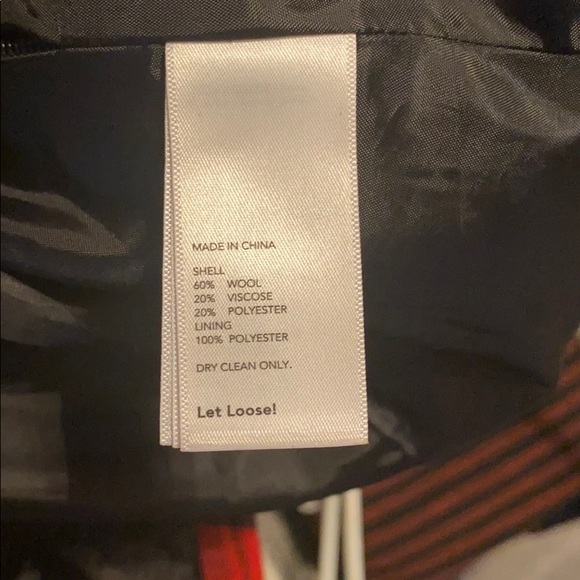 MADE IN CHINA
SHELL
60% WOOL
20% VISCOSE
20% POLYESTER
LINING
100% POLYESTER
DRY CLEAN ONLY.
Let Loose!